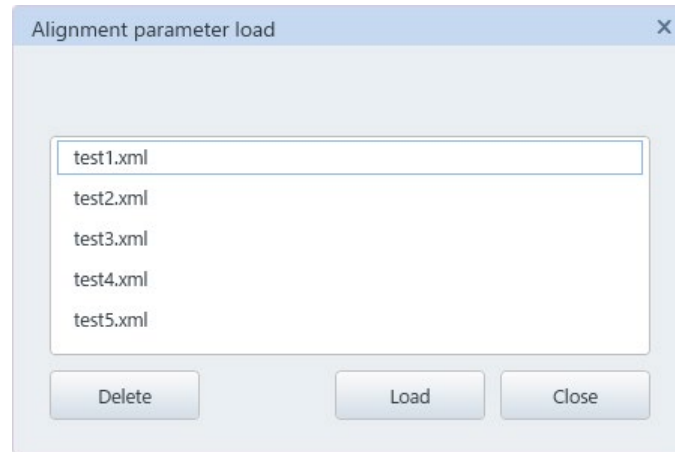 Alignment parameter load
test1.xml
test2.xml
test3.xml
test4.xml
test5.xml
Delete Load Close